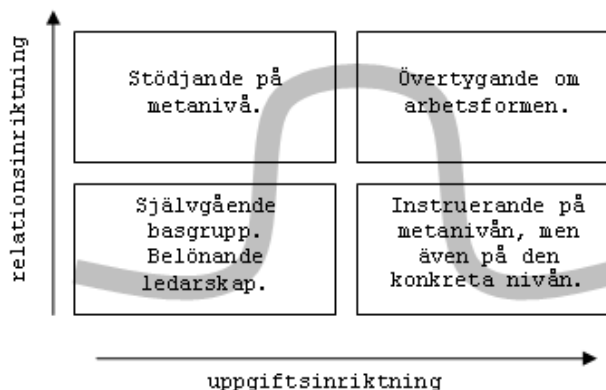 relationsinriktning
Stödjande på
metanivå.
Övertygande om
arbetsformen.
Självgående
basgrupp.
Belönande
ledarskap.
Instruerande på
metanivån, men
även på den
konkreta nivån.
uppgiftsinriktning